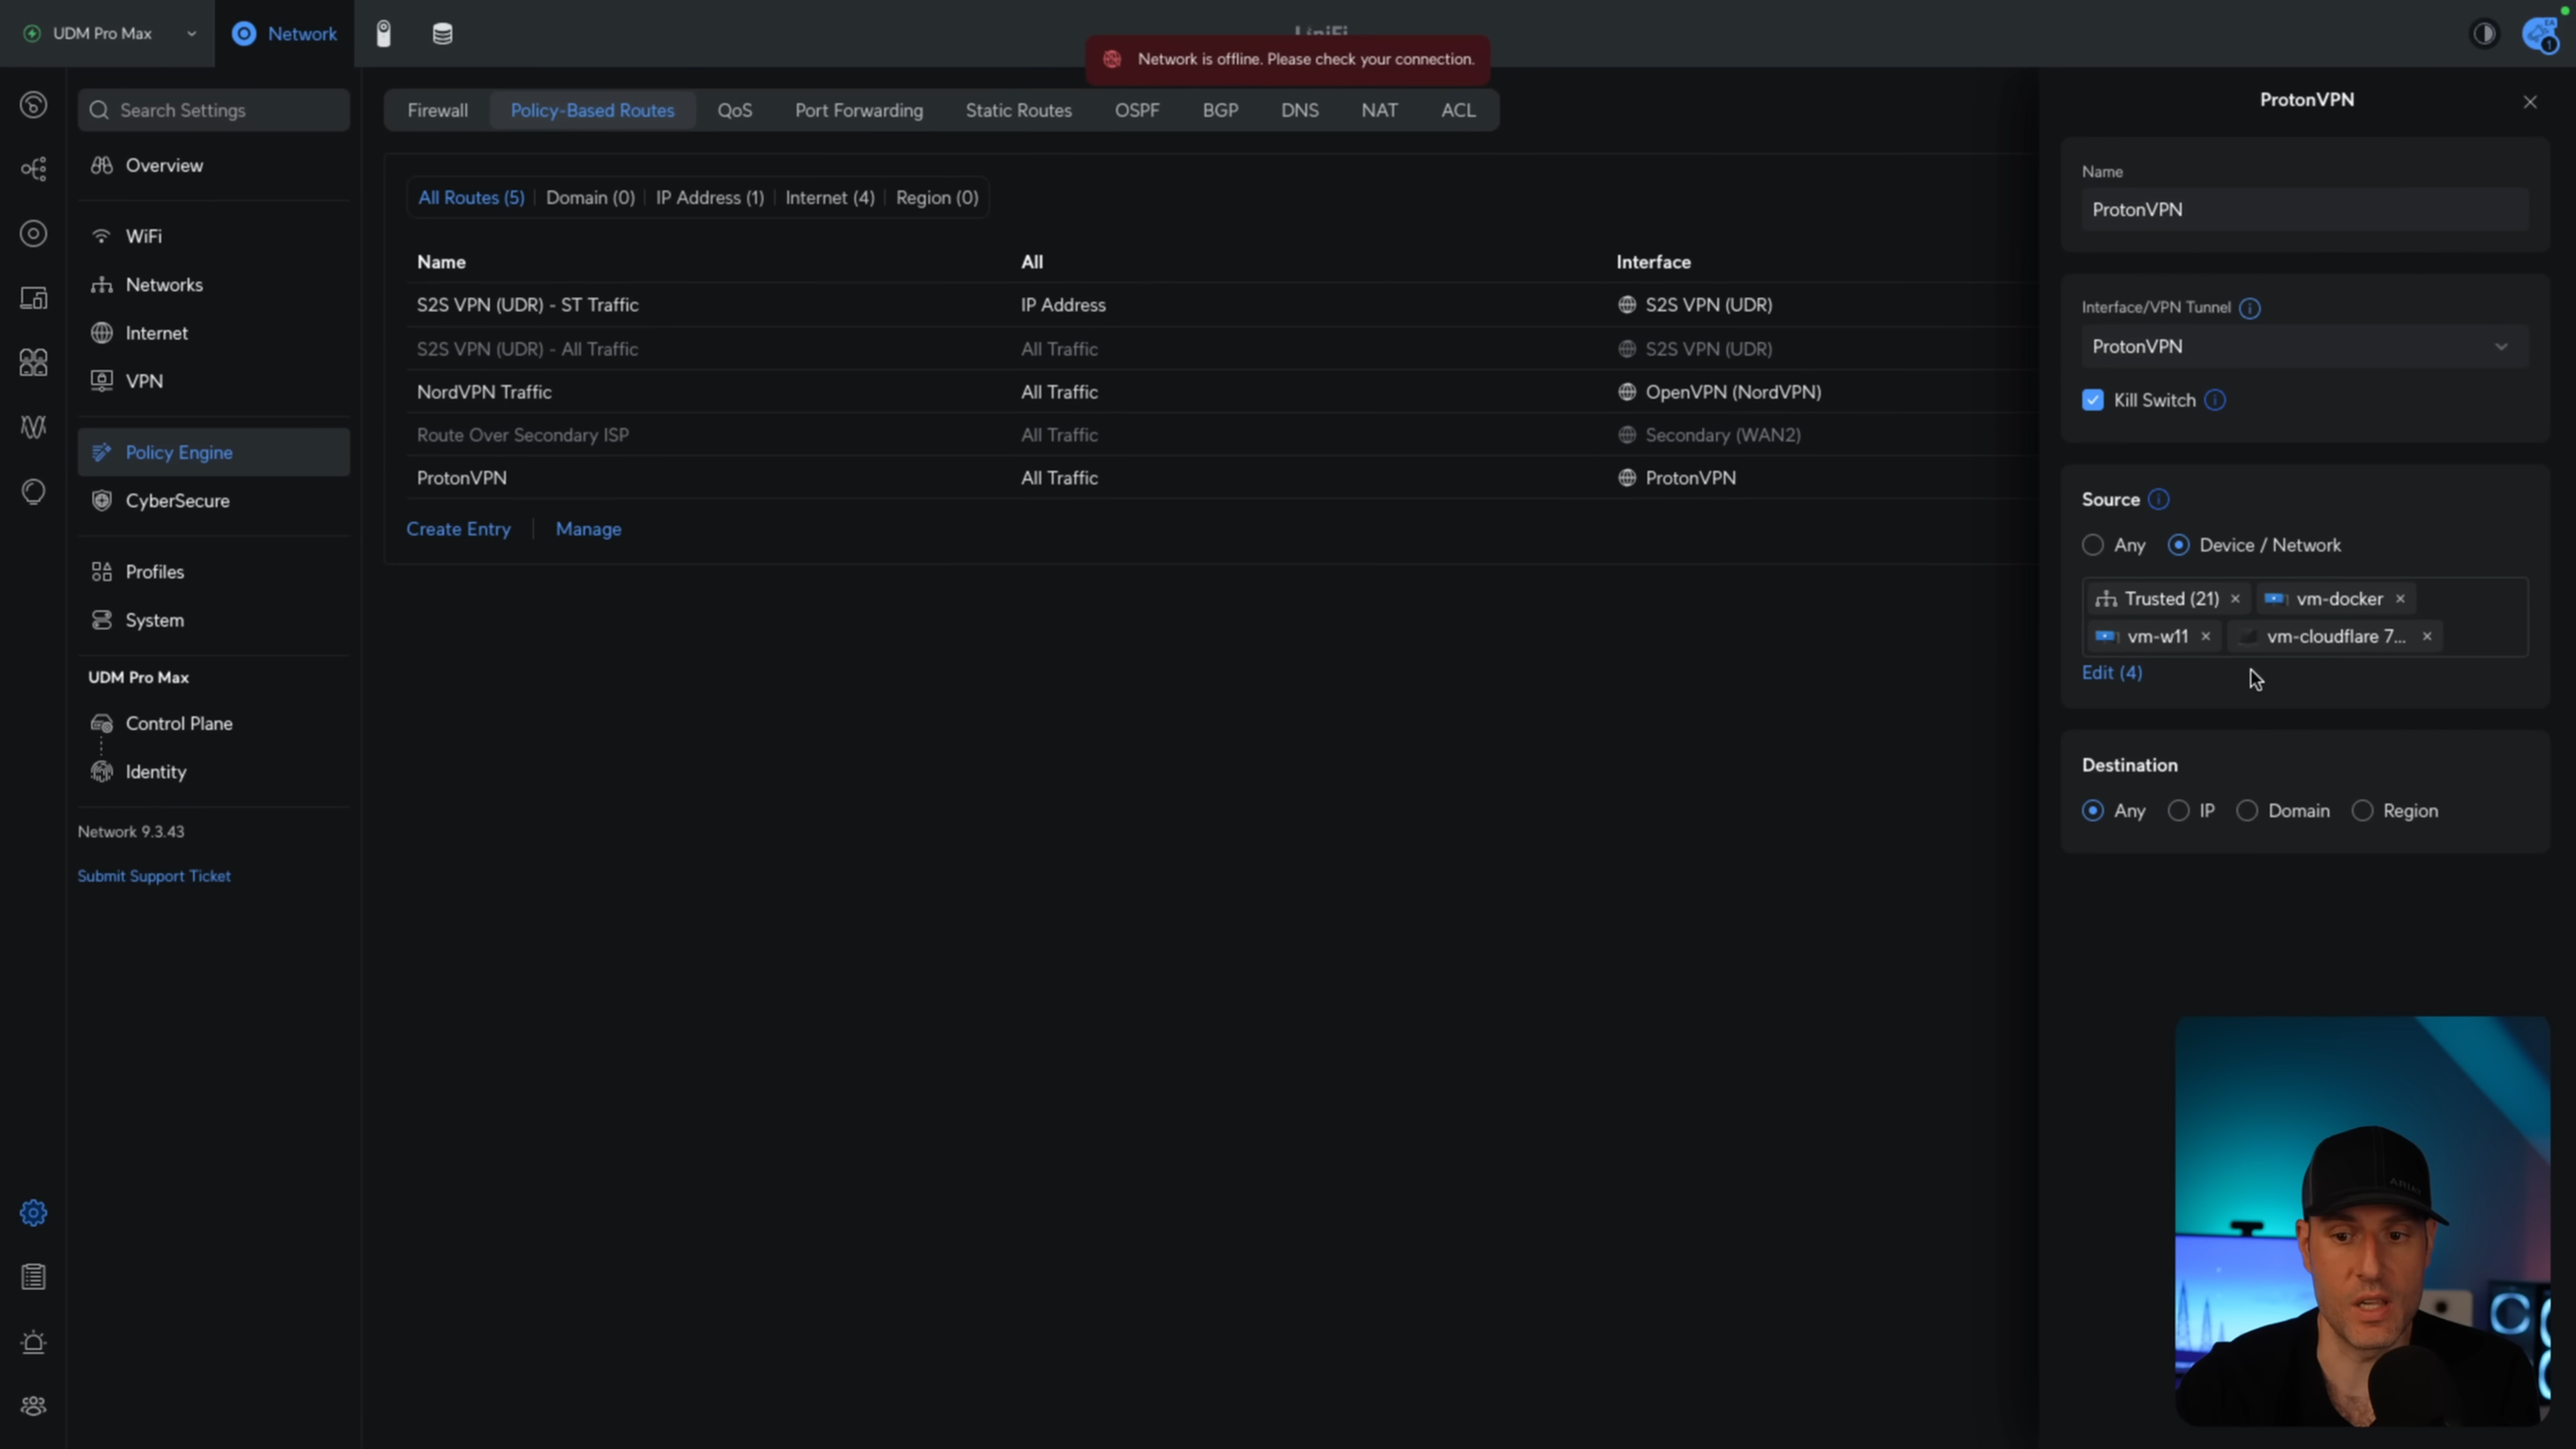 UDM Pro Max
Network
UniFi
Network is offline. Please check your connection.
Search Settings
Overview
WiFi
Networks
Internet
VPN
Policy Engine
CyberSecure
Profiles
System
UDM Pro Max
Control Plane
Identity
Network 9.3.43
Submit Support Ticket
Firewall Policy-Based Routes QoS Port Forwarding Static Routes OSPF BGP DNS NAT ACL
All Routes (5) Domain (0) IP Address (1) Internet (4) Region (0)
Name All Interface
S2S VPN (UDR) - ST Traffic IP Address S2S VPN (UDR)
S2S VPN (UDR) - All Traffic All Traffic S2S VPN (UDR)
NordVPN Traffic All Traffic OpenVPN (NordVPN)
Route Over Secondary ISP All Traffic Secondary (WAN2)
ProtonVPN All Traffic ProtonVPN
Create Entry Manage
EA
1
ProtonVPN
Name
ProtonVPN
Interface/VPN Tunnel
ProtonVPN
Kill Switch
Source
Any Device / Network
Trusted (21) vm-docker
vm-w11 vm-cloudflare 7...
Edit (4)
Destination
Any IP Domain Region